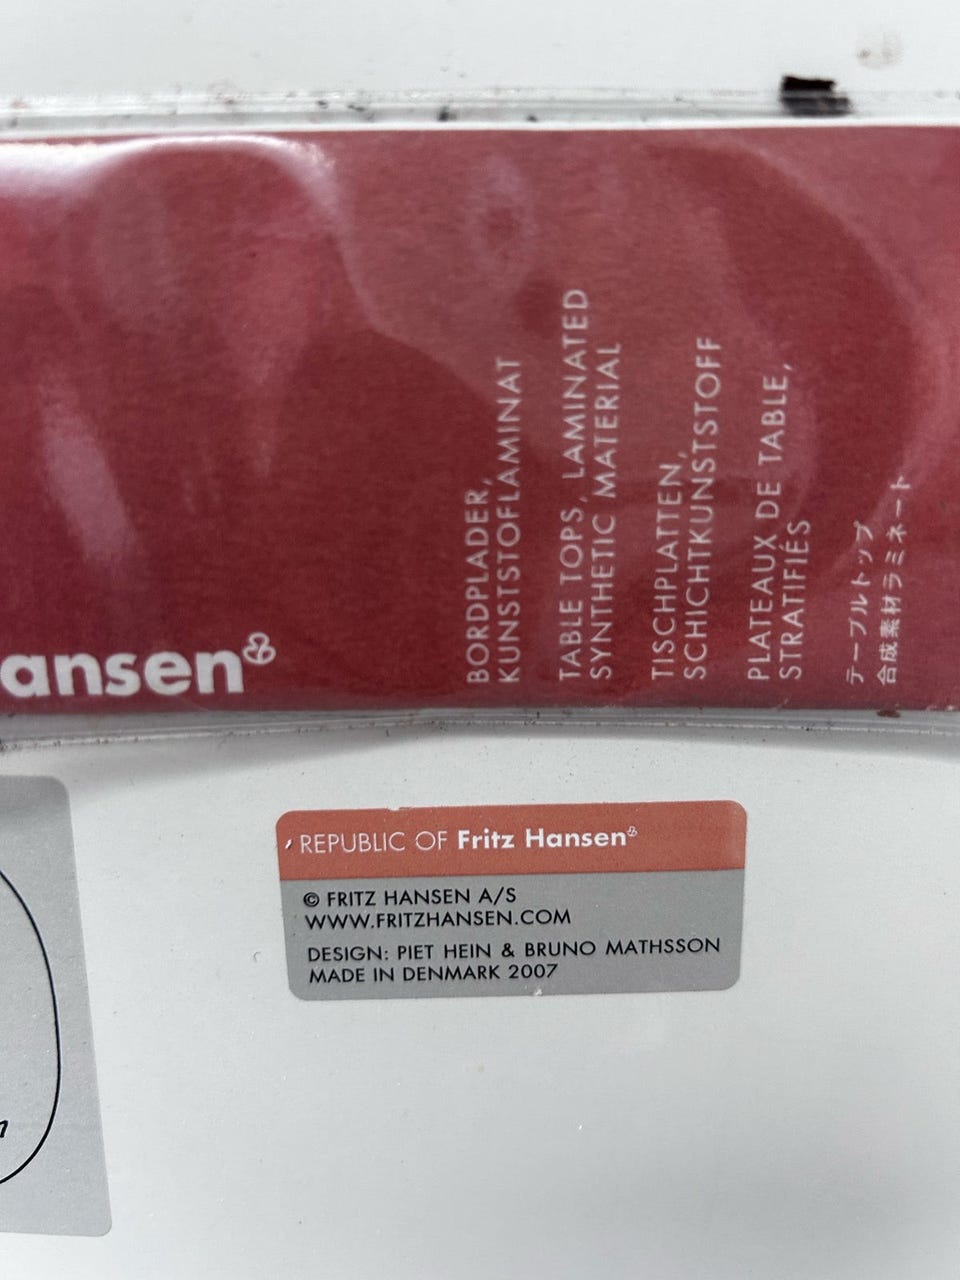 ansen
BORDPLADER,
KUNSTSTOFLAMINAT
TABLE TOPS, LAMINATED
SYNTHETIC MATERIAL
TISCHPLATTEN,
SCHICHTKUNSTSTOFF
PLATEAUX DE TABLE,
STRATIFIÉS
テーブルトップ
合成素材ラミネート
REPUBLIC OF Fritz Hansen
© FRITZ HANSEN A/S
WWW.FRITZHANSEN.COM
DESIGN: PIET HEIN & BRUNO MATHSSON
MADE IN DENMARK 2007